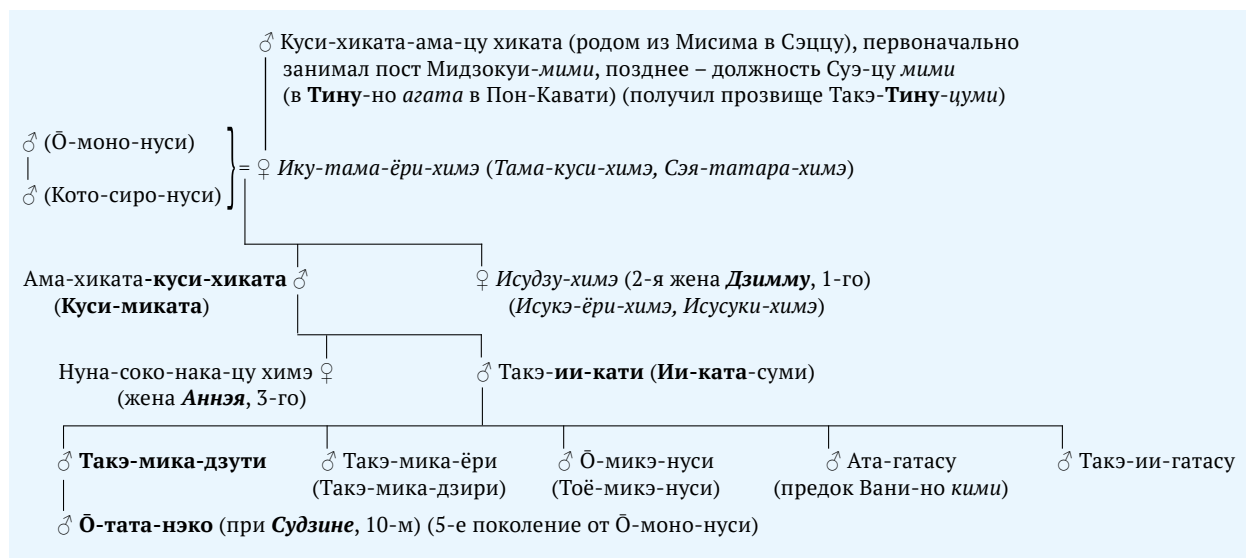 ♂ Куси-хиката-ама-цу хиката (родом из Мисима в Сэццу), первоначально
занимал пост Мидзокуи-мими, позднее – должность Суэ-цу мими
(в Тину-но агата в Пон-Кавати) (получил прозвище Такэ-Тину-цуми)
♂ (Ō-моно-нуси)
= ♀ Ику-тама-ёри-химэ (Тама-куси-химэ, Сэя-татара-химэ)
♂ (Кото-сиро-нуси)
Ама-хиката-куси-хиката ♂
(Куси-миката)
♀ Исудзу-химэ (2-я жена Дзимму, 1-го)
(Исукэ-ёри-химэ, Исусуки-химэ)
Нуна-соко-нака-цу химэ ♀
(жена Аннэя, 3-го)
♂ Такэ-ии-кати (Ии-ката-суми)
♂ Такэ-мика-дзути
♂ Такэ-мика-ёри
(Такэ-мика-дзири)
♂ Ō-микэ-нуси
(Тоё-микэ-нуси)
♂ Ата-гатасу
(предок Вани-но кими)
♂ Такэ-ии-гатасу
♂ Ō-тата-нэко (при Судзине, 10-м) (5-е поколение от Ō-моно-нуси)